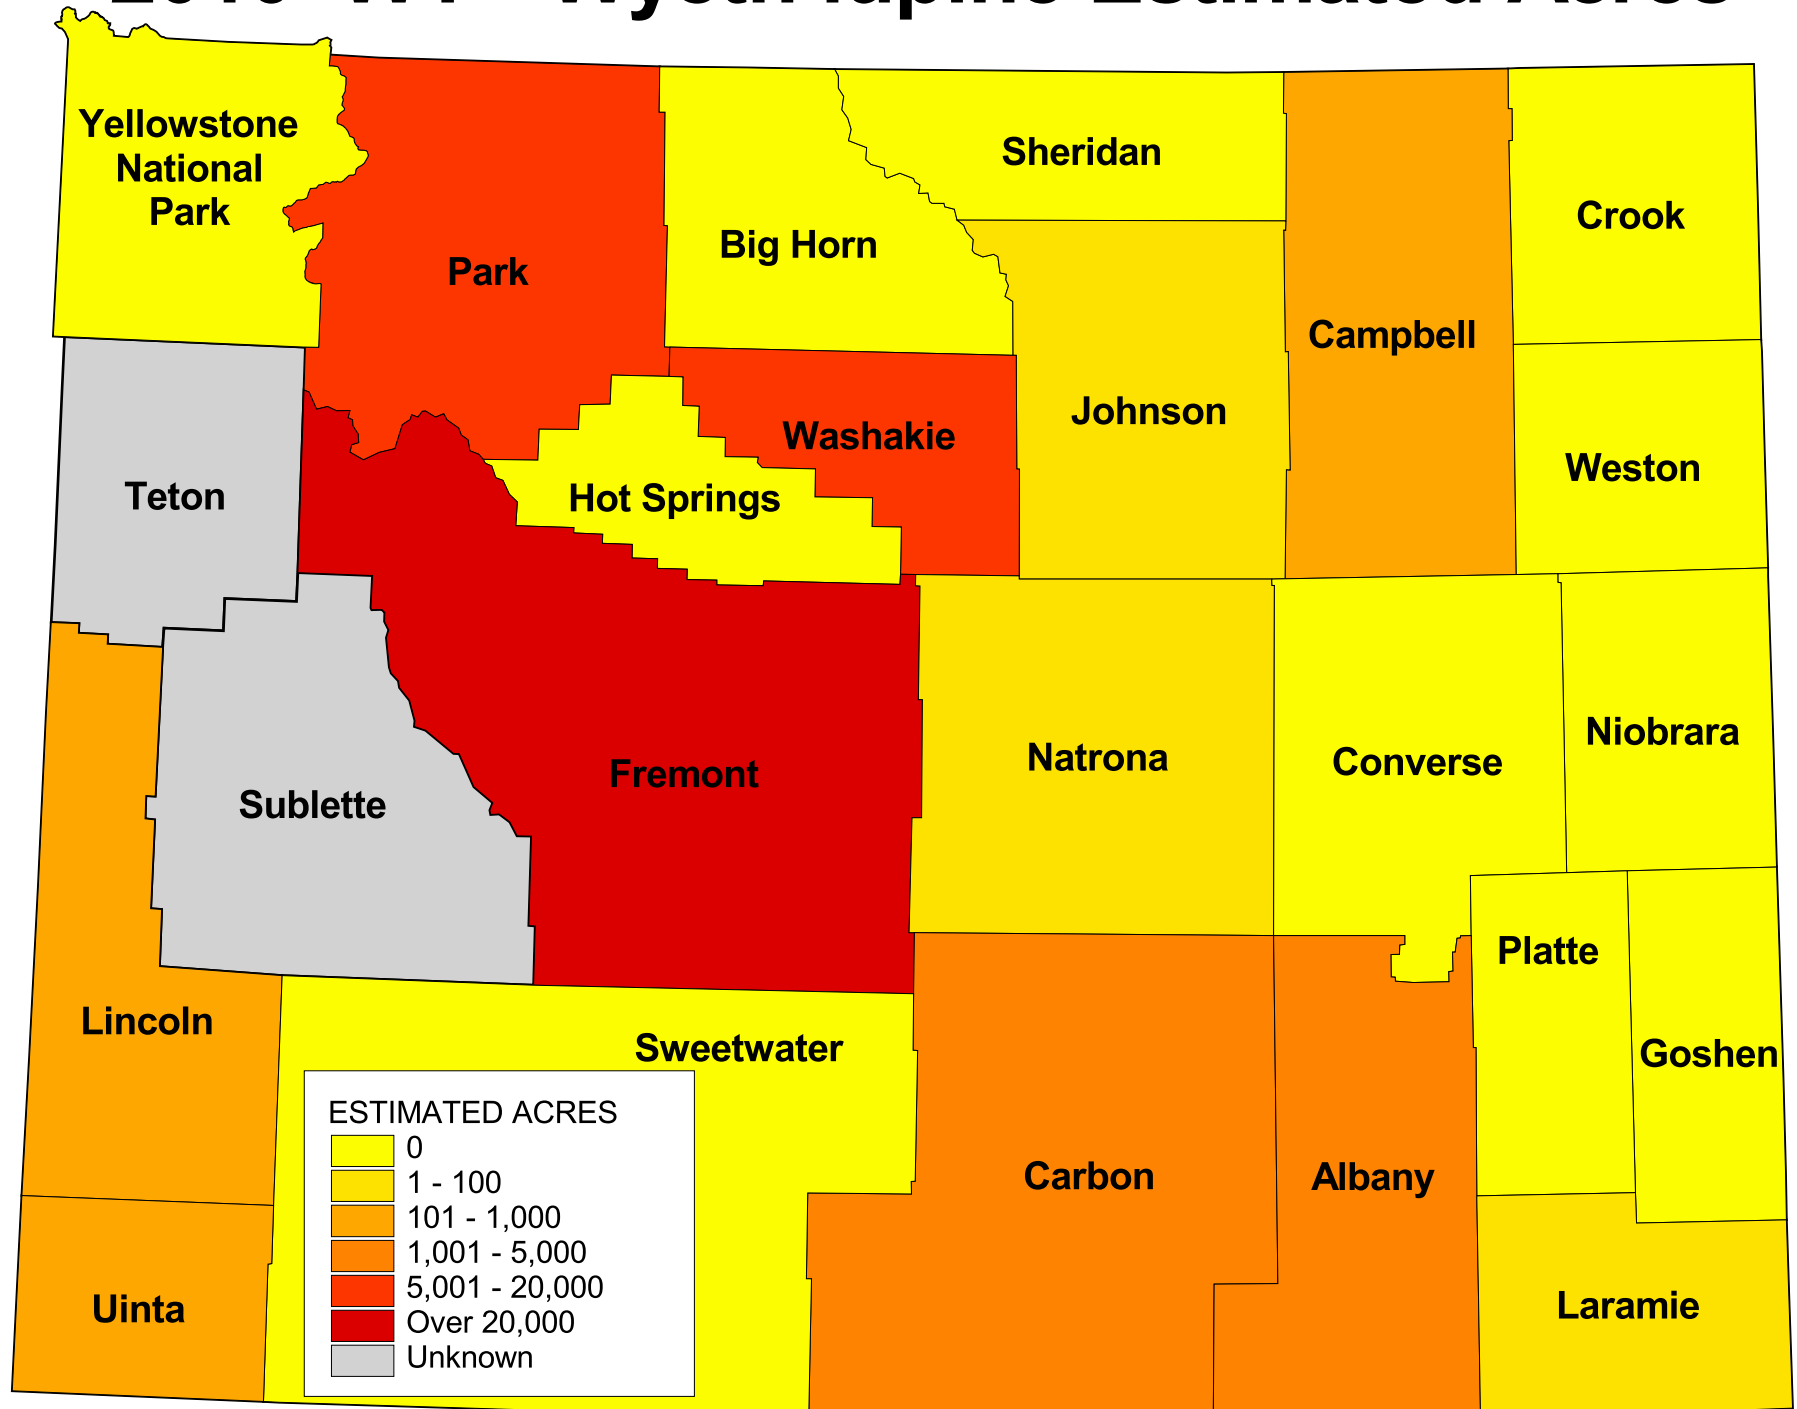 Yellowstone
National
Park
Park
Big Horn
Sheridan
Campbell
Crook
Johnson
Washakie
Hot Springs
Weston
Teton
Fremont
Sublette
Natrona
Converse
Niobrara
Platte
Goshen
Lincoln
Sweetwater
Carbon
Albany
Uinta
Laramie
ESTIMATED ACRES
0
1 - 100
101 - 1,000
1,001 - 5,000
5,001 - 20,000
Over 20,000
Unknown